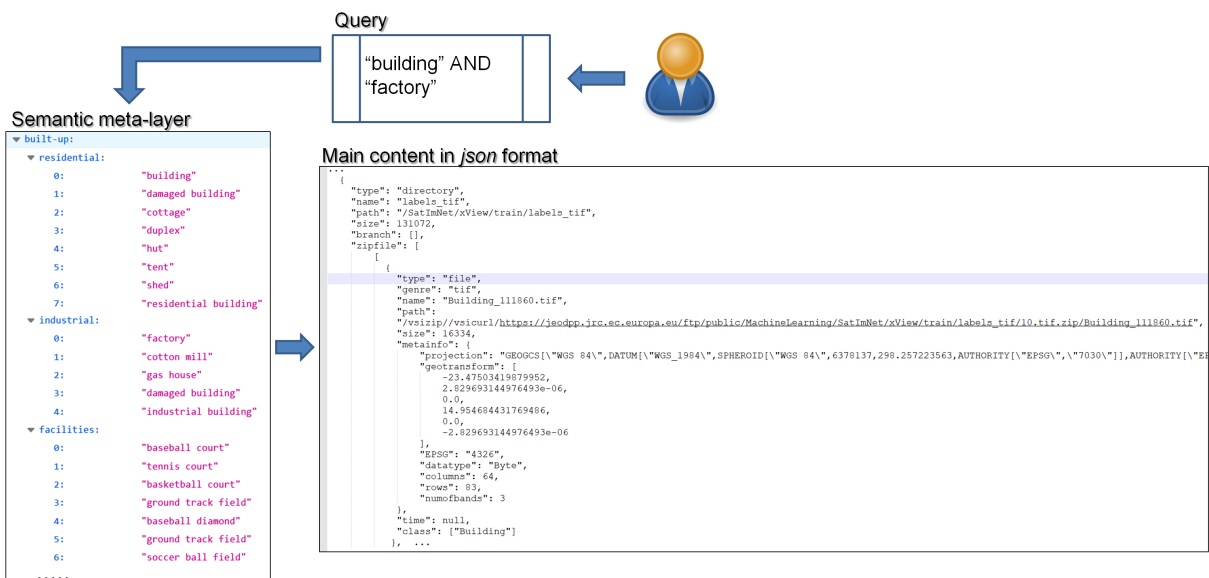 Query
"building" AND
"factory"
Semantic meta-layer
built-up:
residential:
0: "building"
1: "damaged building"
2: "cottage"
3: "duplex"
4: "hut"
5: "tent"
6: "shed"
7: "residential building"
industrial:
0: "factory"
1: "cotton mill"
2: "gas house"
3: "damaged building"
4: "industrial building"
facilities:
0: "baseball court"
1: "tennis court"
2: "basketball court"
3: "ground track field"
4: "baseball diamond"
5: "ground track field"
6: "soccer ball field"
.....
Main content in json format
...
{
"type": "directory",
"name": "labels_tif",
"path": "/SatImNet/xView/train/labels_tif",
"size": 131072,
"branch": [],
"zipfile": [
[
{
"type": "file",
"genre": "tif",
"name": "Building_111860.tif",
"path":
"/vsizip//vsicurl/https://jeodpp.jrc.ec.europa.eu/ftp/public/MachineLearning/SatImNet/xView/train/labels_tif/10.tif.zip/Building_111860.tif",
"size": 16334,
"metainfo": {
"projection": "GEOGCS[\"WGS 84\",DATUM[\"WGS_1984\",SPHEROID[\"WGS 84\",6378137,298.257223563,AUTHORITY[\"EPSG\",\"7030\"]],AUTHORITY[\"EP
"geotransform": [
-23.47503419879952,
2.829693144976493e-06,
0.0,
14.954684431769486,
0.0,
-2.829693144976493e-06
],
"EPSG": "4326",
"datatype": "Byte",
"columns": 64,
"rows": 83,
"numofbands": 3
},
"time": null,
"class": ["Building"]
}, ...